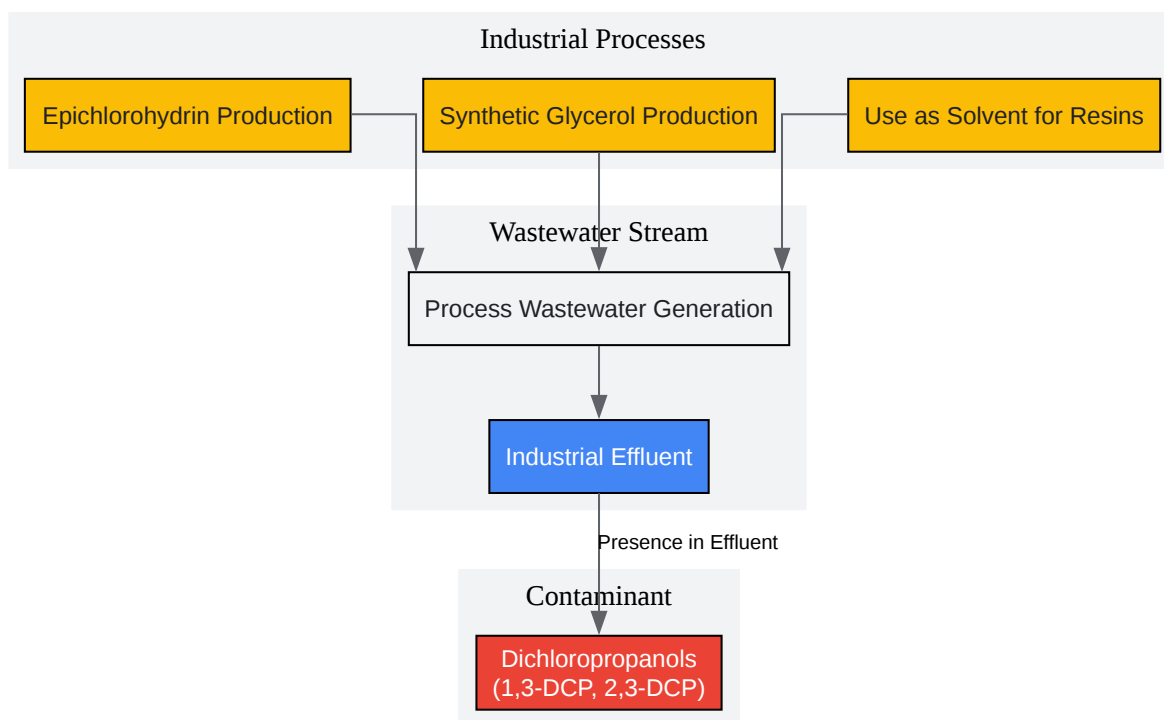 Industrial Processes
Epichlorohydrin Production
Synthetic Glycerol Production
Use as Solvent for Resins
Wastewater Stream
Process Wastewater Generation
Industrial Effluent
Presence in Effluent
Contaminant
Dichloropropanols
(1,3-DCP, 2,3-DCP)